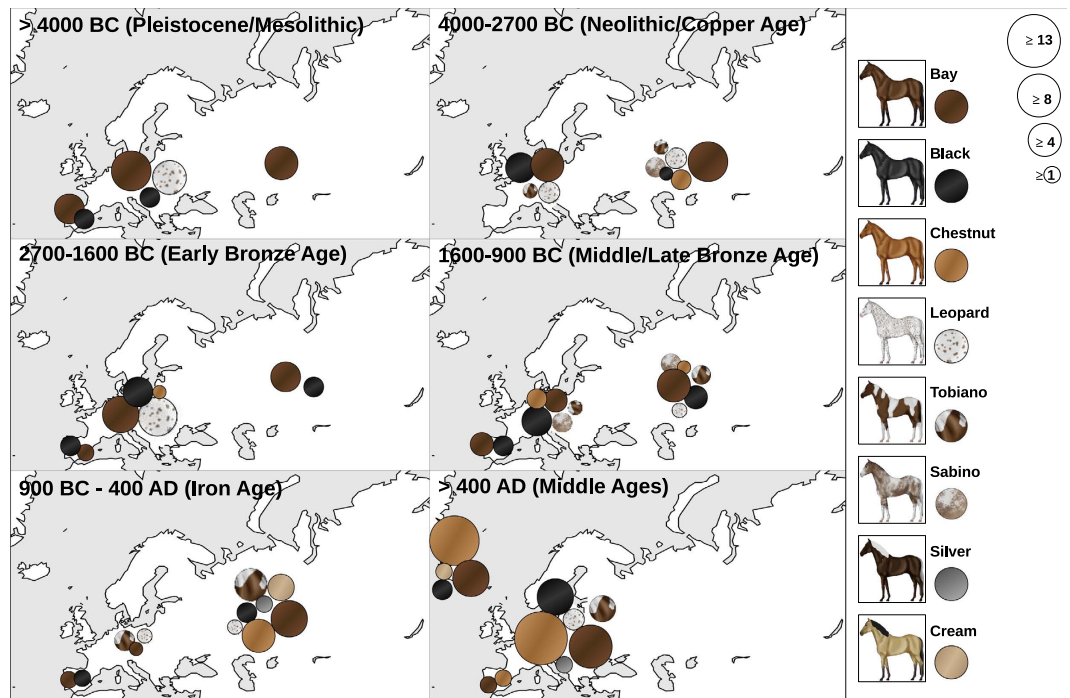 > 4000 BC (Pleistocene/Mesolithic)
4000-2700 BC (Neolithic/Copper Age)
2700-1600 BC (Early Bronze Age)
1600-900 BC (Middle/Late Bronze Age)
900 BC - 400 AD (Iron Age)
> 400 AD (Middle Ages)
≥ 13
≥ 8
≥ 4
≥ 1
Bay
Black
Chestnut
Leopard
Tobiano
Sabino
Silver
Cream